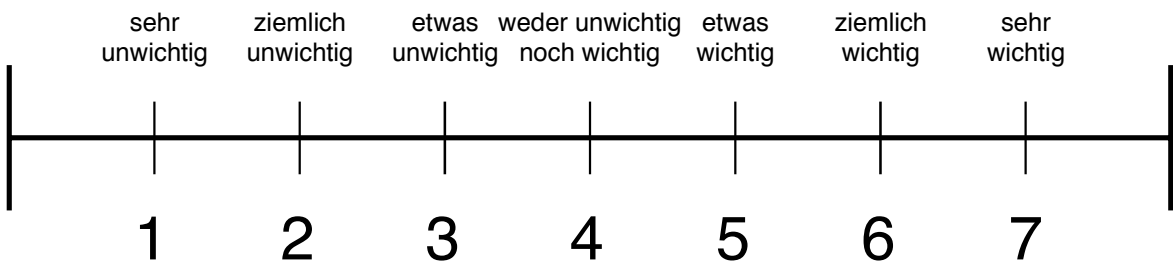 sehr ziemlich etwas weder unwichtig etwas ziemlich sehr
unwichtig unwichtig unwichtig noch wichtig wichtig wichtig wichtig
1 2 3 4 5 6 7